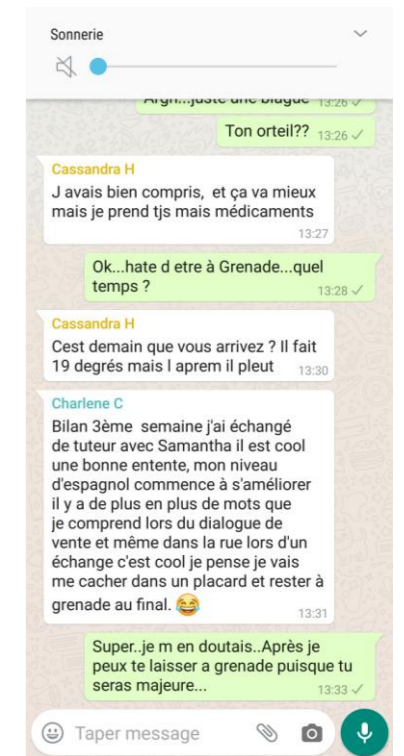 Sonnerie
Argh...juste une blague 13:26
Ton orteil?? 13:26
Cassandra H
J avais bien compris, et ça va mieux
mais je prend tjs mais médicaments
13:27
Ok...hate d etre à Grenade...quel
temps ? 13:28
Cassandra H
Cest demain que vous arrivez ? Il fait
19 degrés mais l aprem il pleut 13:30
Charlene C
Bilan 3ème semaine j'ai échangé
de tuteur avec Samantha il est cool
une bonne entente, mon niveau
d'espagnol commence à s'améliorer
il y a de plus en plus de mots que
je comprend lors du dialogue de
vente et même dans la rue lors d'un
échange c'est cool je pense je vais
me cacher dans un placard et rester à
grenade au final. 😂
13:31
Super..je m en doutais..Après je
peux te laisser a grenade puisque tu
seras majeure... 13:33
Taper message